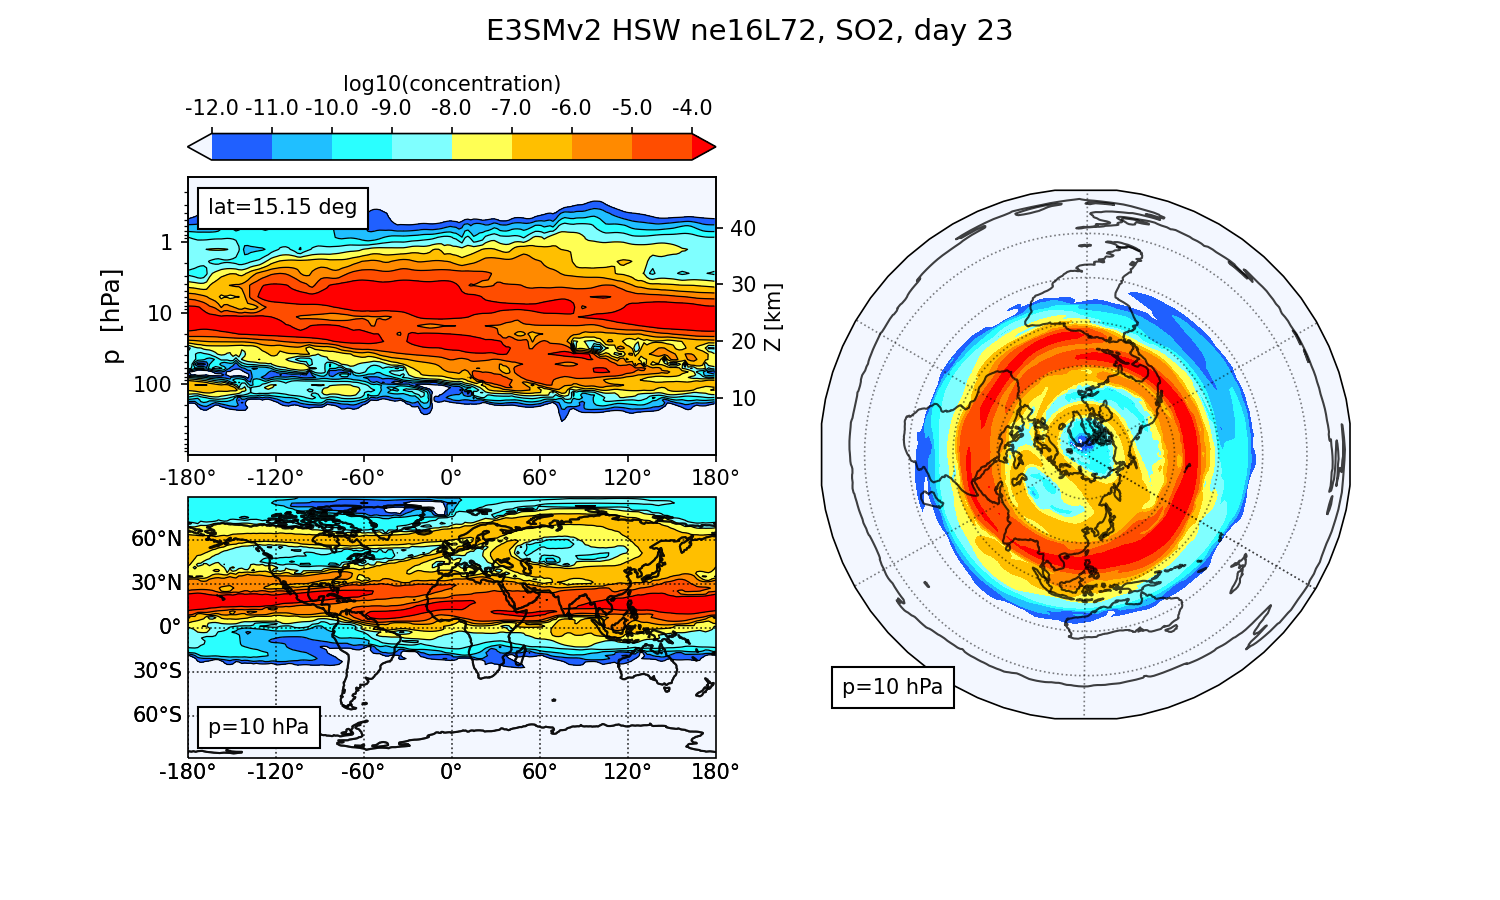 E3SMv2 HSW ne16L72, SO2, day 23
log10(concentration)
-12.0 -11.0 -10.0 -9.0 -8.0 -7.0 -6.0 -5.0 -4.0
lat=15.15 deg
p [hPa]
1
10
100
40
30
20
10
Z [km]
-180° -120° -60° 0° 60° 120° 180°
60°N
30°N
0°
30°S
60°S
p=10 hPa
-180° -120° -60° 0° 60° 120° 180°
p=10 hPa